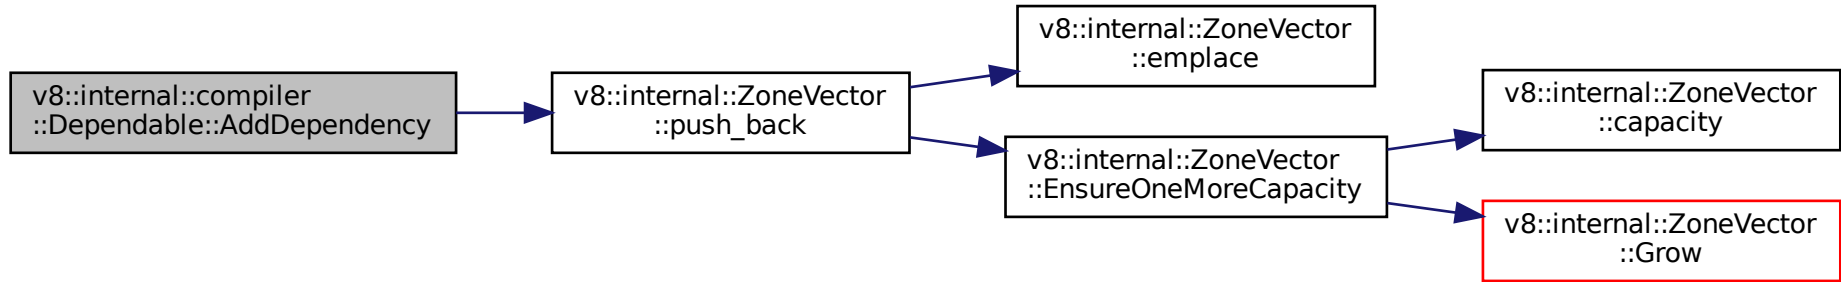 v8::internal::compiler
::Dependable::AddDependency
v8::internal::ZoneVector
::push_back
v8::internal::ZoneVector
::emplace
v8::internal::ZoneVector
::EnsureOneMoreCapacity
v8::internal::ZoneVector
::capacity
v8::internal::ZoneVector
::Grow